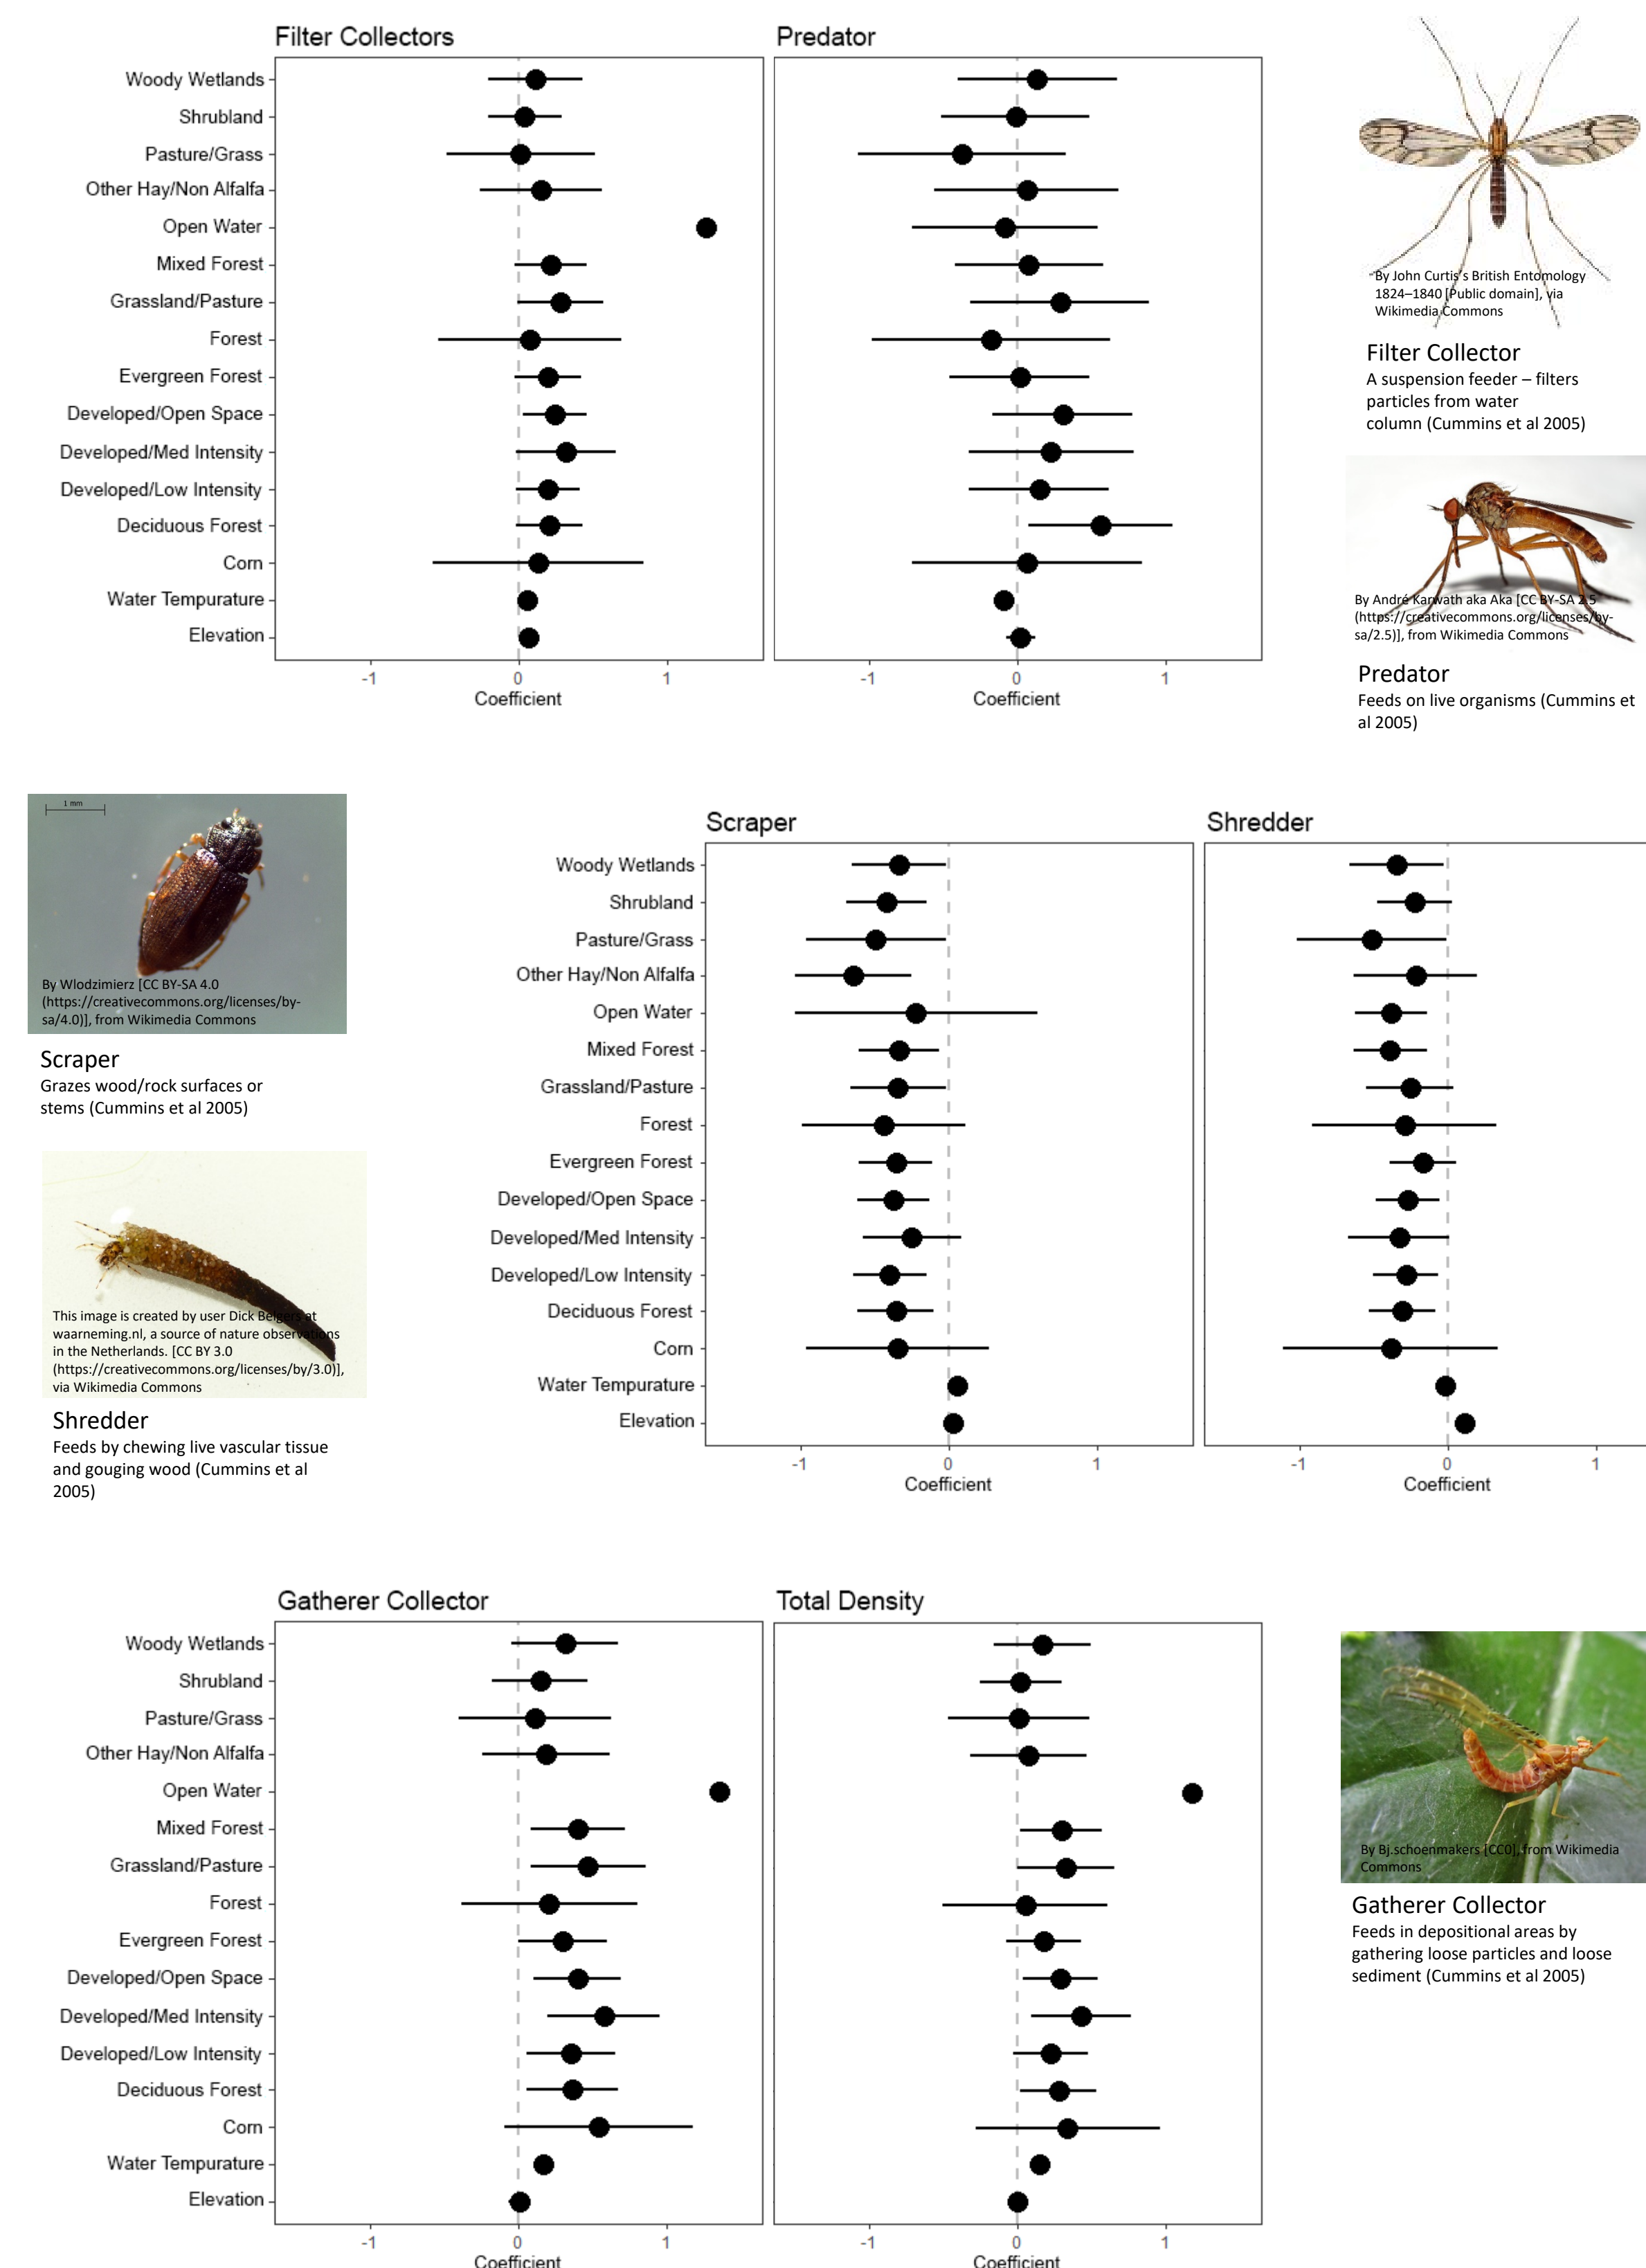 Filter Collectors
Predator
Woody Wetlands
Shrubland
Pasture/Grass
Other Hay/Non Alfalfa
Open Water
Mixed Forest
Grassland/Pasture
Forest
Evergreen Forest
Developed/Open Space
Developed/Med Intensity
Developed/Low Intensity
Deciduous Forest
Corn
Water Tempurature
Elevation
-1 0 1
Coefficient
-1 0 1
Coefficient
By John Curtis's British Entomology
1824–1840 [Public domain], via
Wikimedia Commons
Filter Collector
A suspension feeder – filters
particles from water
column (Cummins et al 2005)
By André Karwath aka Aka [CC BY-SA 2.5
(https://creativecommons.org/licenses/by-
sa/2.5)], from Wikimedia Commons
Predator
Feeds on live organisms (Cummins et
al 2005)
1 mm
By Wlodzimierz [CC BY-SA 4.0
(https://creativecommons.org/licenses/by-
sa/4.0)], from Wikimedia Commons
Scraper
Grazes wood/rock surfaces or
stems (Cummins et al 2005)
This image is created by user Dick Belgers at
waarneming.nl, a source of nature observations
in the Netherlands. [CC BY 3.0
(https://creativecommons.org/licenses/by/3.0)],
via Wikimedia Commons
Shredder
Feeds by chewing live vascular tissue
and gouging wood (Cummins et al
2005)
Scraper
Shredder
Woody Wetlands
Shrubland
Pasture/Grass
Other Hay/Non Alfalfa
Open Water
Mixed Forest
Grassland/Pasture
Forest
Evergreen Forest
Developed/Open Space
Developed/Med Intensity
Developed/Low Intensity
Deciduous Forest
Corn
Water Tempurature
Elevation
-1 0 1
Coefficient
-1 0 1
Coefficient
Gatherer Collector
Total Density
Woody Wetlands
Shrubland
Pasture/Grass
Other Hay/Non Alfalfa
Open Water
Mixed Forest
Grassland/Pasture
Forest
Evergreen Forest
Developed/Open Space
Developed/Med Intensity
Developed/Low Intensity
Deciduous Forest
Corn
Water Tempurature
Elevation
-1 0 1
Coefficient
-1 0 1
Coefficient
By Bj.schoenmakers [CC0], from Wikimedia
Commons
Gatherer Collector
Feeds in depositional areas by
gathering loose particles and loose
sediment (Cummins et al 2005)